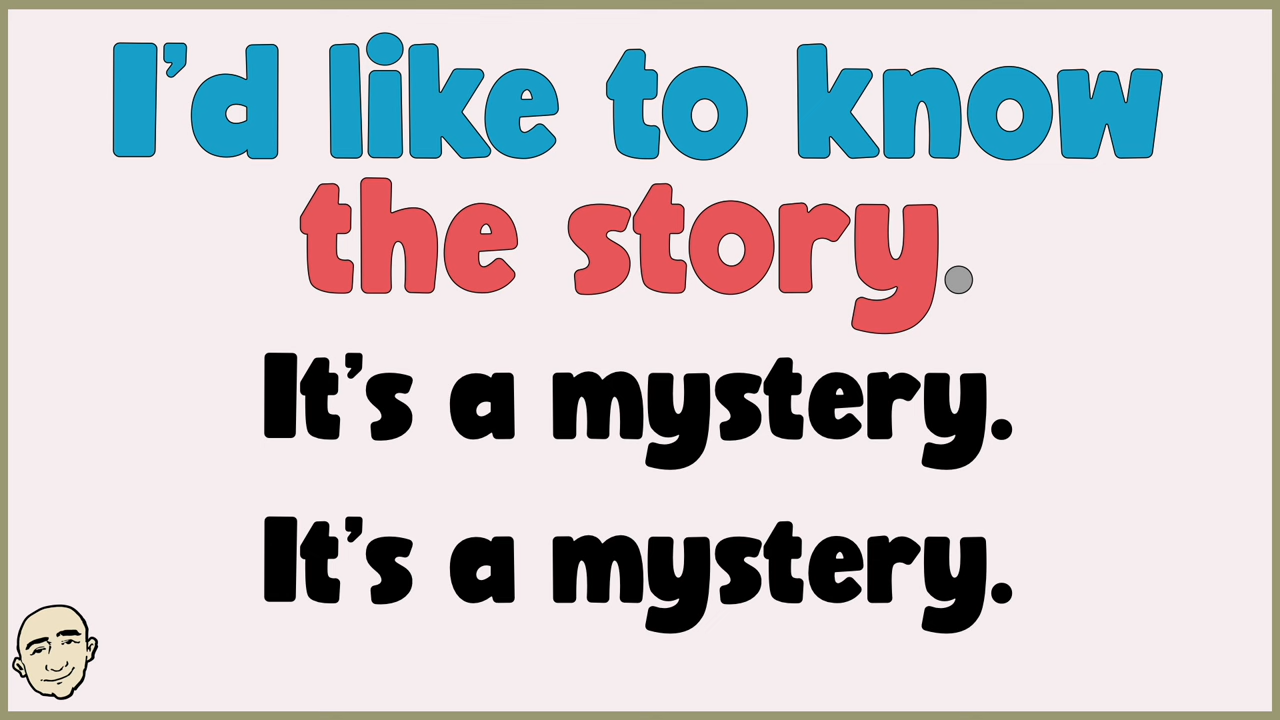 I’d like to know
the story.
It’s a mystery.
It’s a mystery.